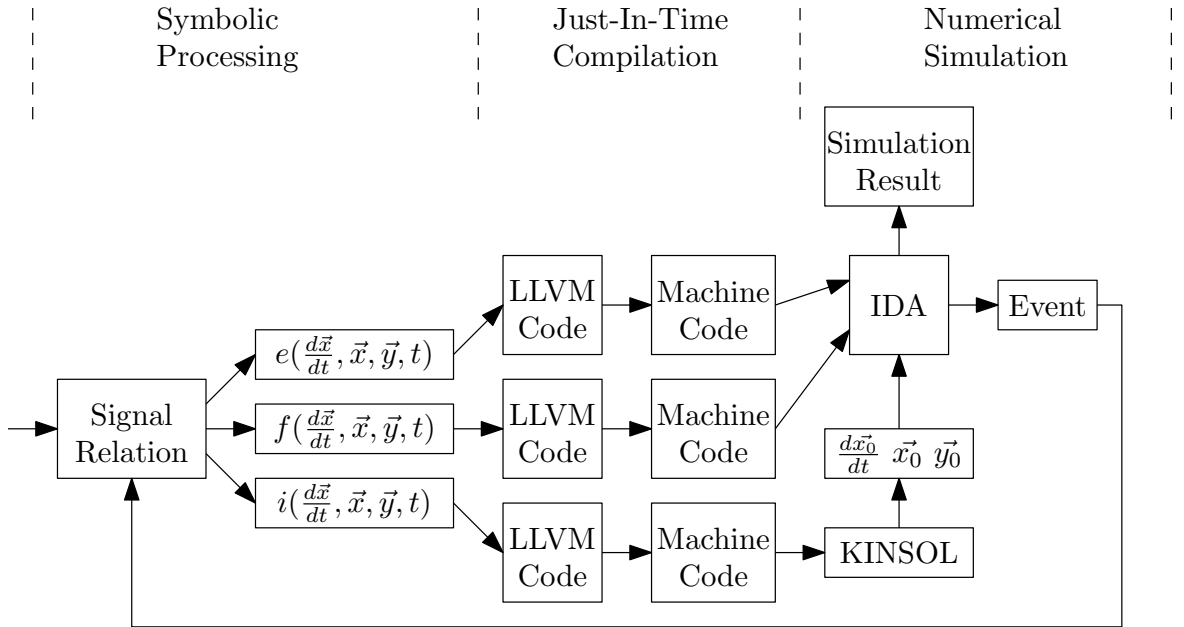 Symbolic
Processing
Just-In-Time
Compilation
Numerical
Simulation
Simulation
Result
LLVM
Code
Machine
Code
IDA
Event
e(dx⃗/dt, x⃗, y⃗, t)
Signal
Relation
f(dx⃗/dt, x⃗, y⃗, t)
LLVM
Code
Machine
Code
dx⃗₀/dt x⃗₀ y⃗₀
i(dx⃗/dt, x⃗, y⃗, t)
LLVM
Code
Machine
Code
KINSOL